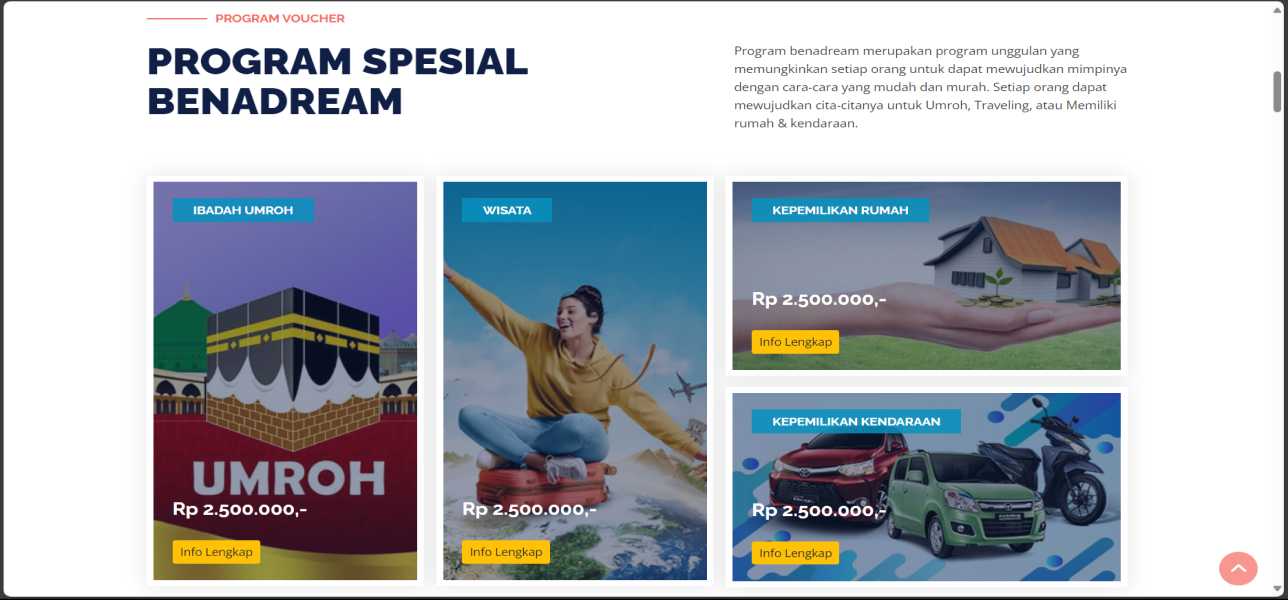 PROGRAM VOUCHER
PROGRAM SPESIAL
BENADREAM
Program benadream merupakan program unggulan yang
memungkinkan setiap orang untuk dapat mewujudkan mimpinya
dengan cara-cara yang mudah dan murah. Setiap orang dapat
mewujudkan cita-citanya untuk Umroh, Traveling, atau Memiliki
rumah & kendaraan.
IBADAH UMROH
UMROH
Rp 2.500.000,-
Info Lengkap
WISATA
Rp 2.500.000,-
Info Lengkap
KEPEMILIKAN RUMAH
Rp 2.500.000,-
Info Lengkap
KEPEMILIKAN KENDARAAN
Rp 2.500.000,-
Info Lengkap